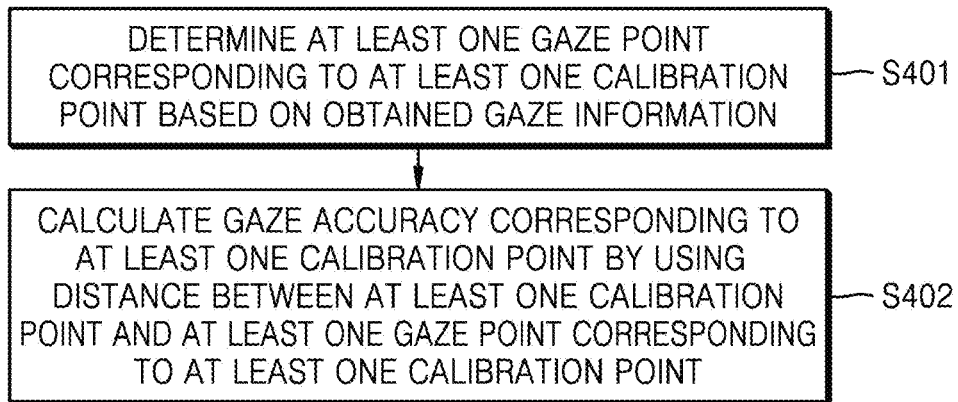 DETERMINE AT LEAST ONE GAZE POINT
CORRESPONDING TO AT LEAST ONE CALIBRATION
POINT BASED ON OBTAINED GAZE INFORMATION
S401
CALCULATE GAZE ACCURACY CORRESPONDING TO
AT LEAST ONE CALIBRATION POINT BY USING
DISTANCE BETWEEN AT LEAST ONE CALIBRATION
POINT AND AT LEAST ONE GAZE POINT CORRESPONDING
TO AT LEAST ONE CALIBRATION POINT
S402